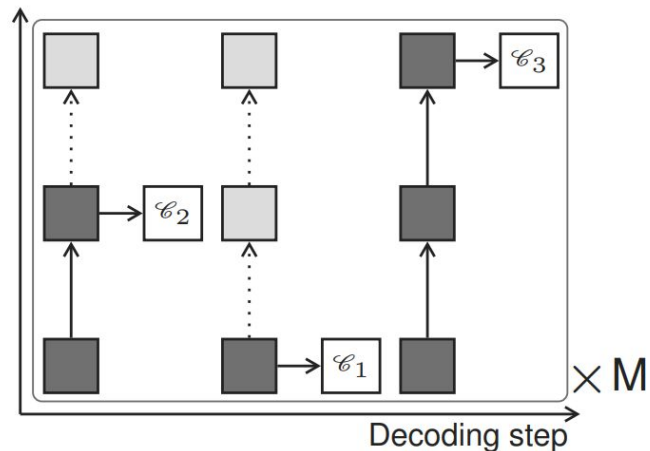 𝒞3
𝒞2
𝒞1
× M
Decoding step